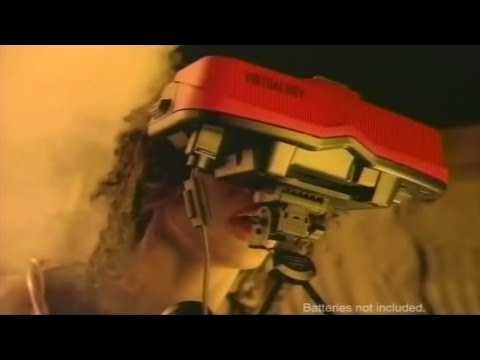 VIRTUAL BOY
Batteries not included.